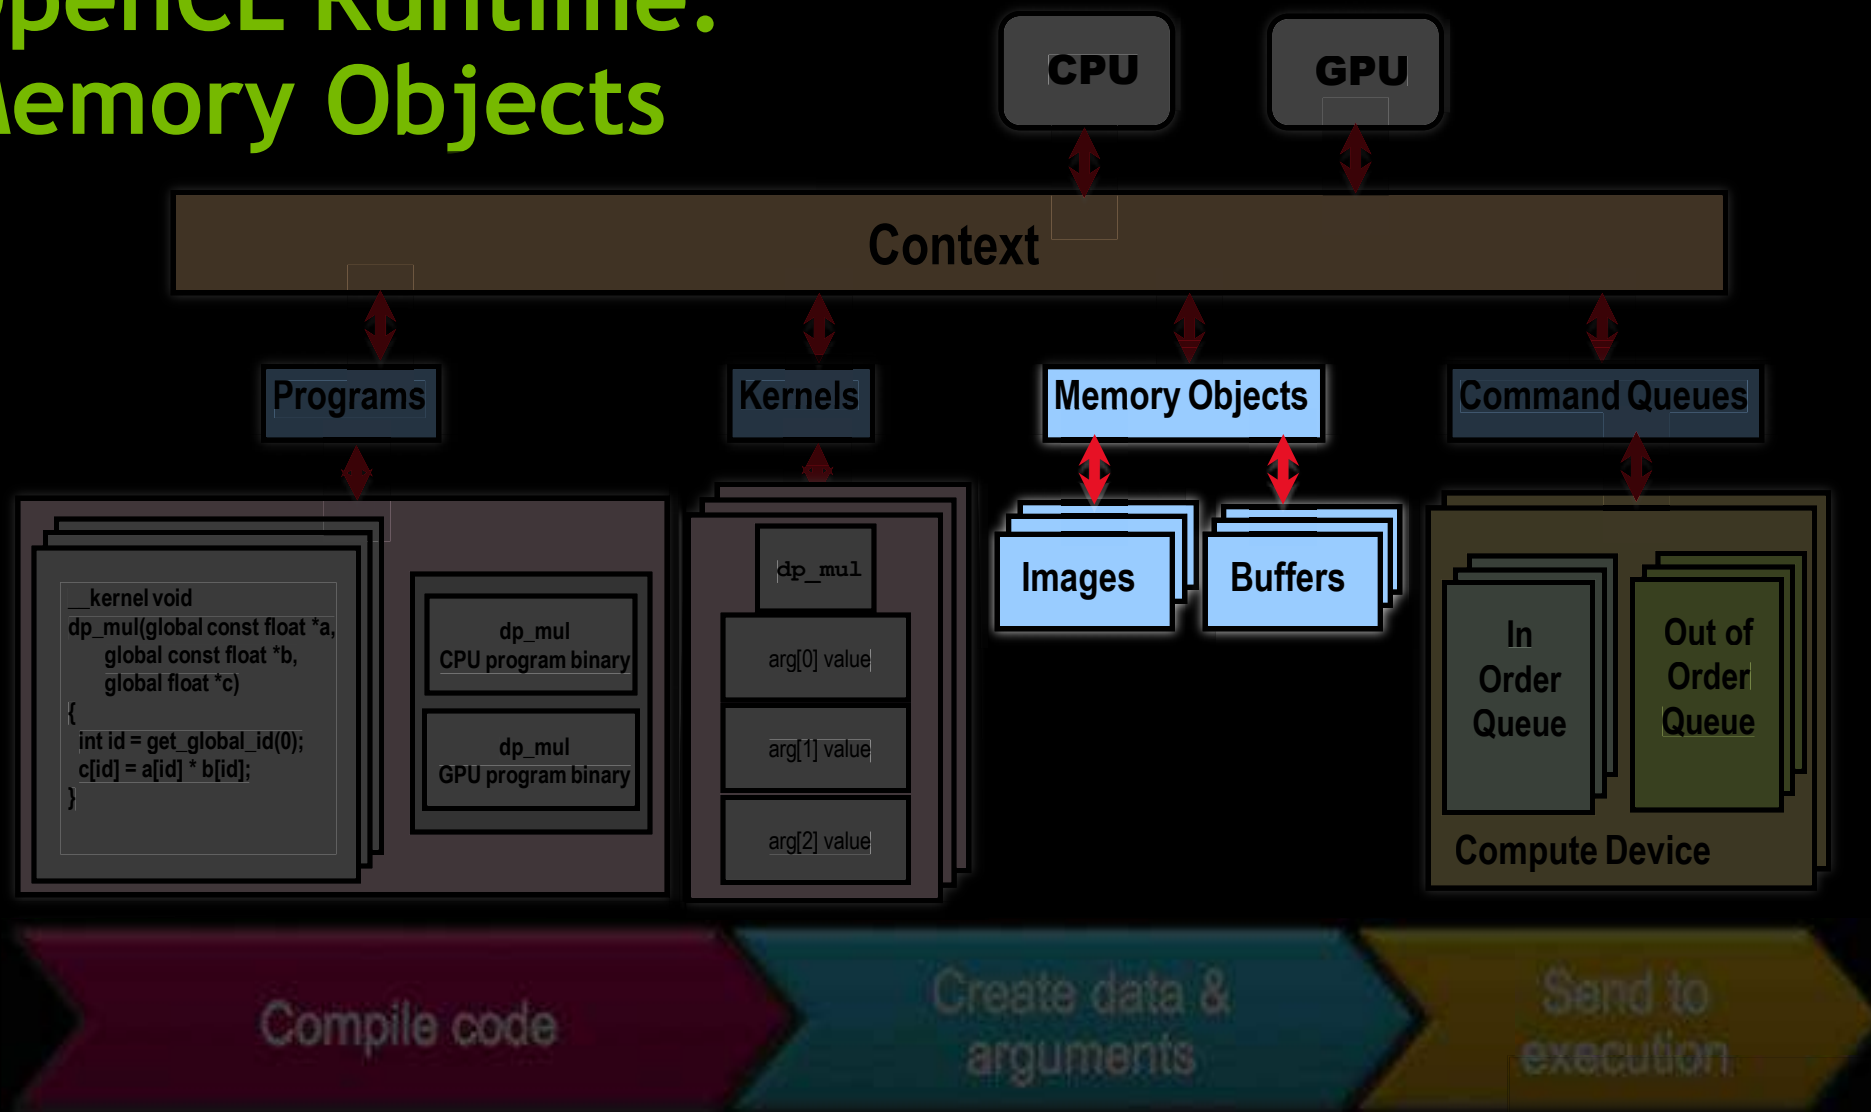 Runtime:
Memory Objects
CPU
GPU
Context
Programs
Kernels
Memory Objects
Command Queues
__kernel void
dp_mul(global const float *a,
global const float *b,
global float *c)
{
int id = get_global_id(0);
c[id] = a[id] * b[id];
}
dp_mul
CPU program binary
dp_mul
GPU program binary
dp_mul
arg[0] value
arg[1] value
arg[2] value
Images
Buffers
In
Order
Queue
Out of
Order
Queue
Compute Device
Compile code
Create data &
arguments
Send to
execution